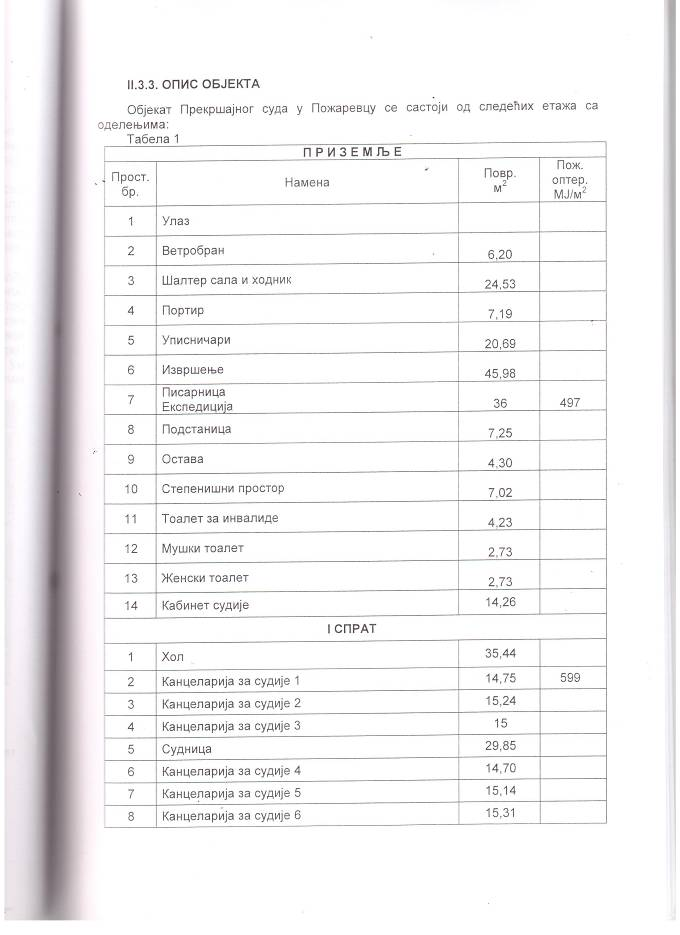 II.3.3. ОПИС ОБЈЕКТА
Објекат Прекршајног суда у Пожаревцу се састоји од следећих етажа са
оделењима:
Табела 1
П Р И З Е М Љ Е
Прост. бр. Намена Повр. м² Пож. оптер. МЈ/м²
1 Улаз
2 Ветробран 6,20
3 Шалтер сала и ходник 24,53
4 Портир 7,19
5 Уписничари 20,69
6 Извршење 45,98
7 Писарница
Експедиција 36 497
8 Подстаница 7,25
9 Остава 4,30
10 Степенишни простор 7,02
11 Тоалет за инвалиде 4,23
12 Мушки тоалет 2,73
13 Женски тоалет 2,73
14 Кабинет судије 14,26
I СПРАТ
1 Хол 35,44
2 Канцеларија за судије 1 14,75 599
3 Канцеларија за судије 2 15,24
4 Канцеларија за судије 3 15
5 Судница 29,85
6 Канцеларија за судије 4 14,70
7 Канцеларија за судије 5 15,14
8 Канцеларија за судије 6 15,31